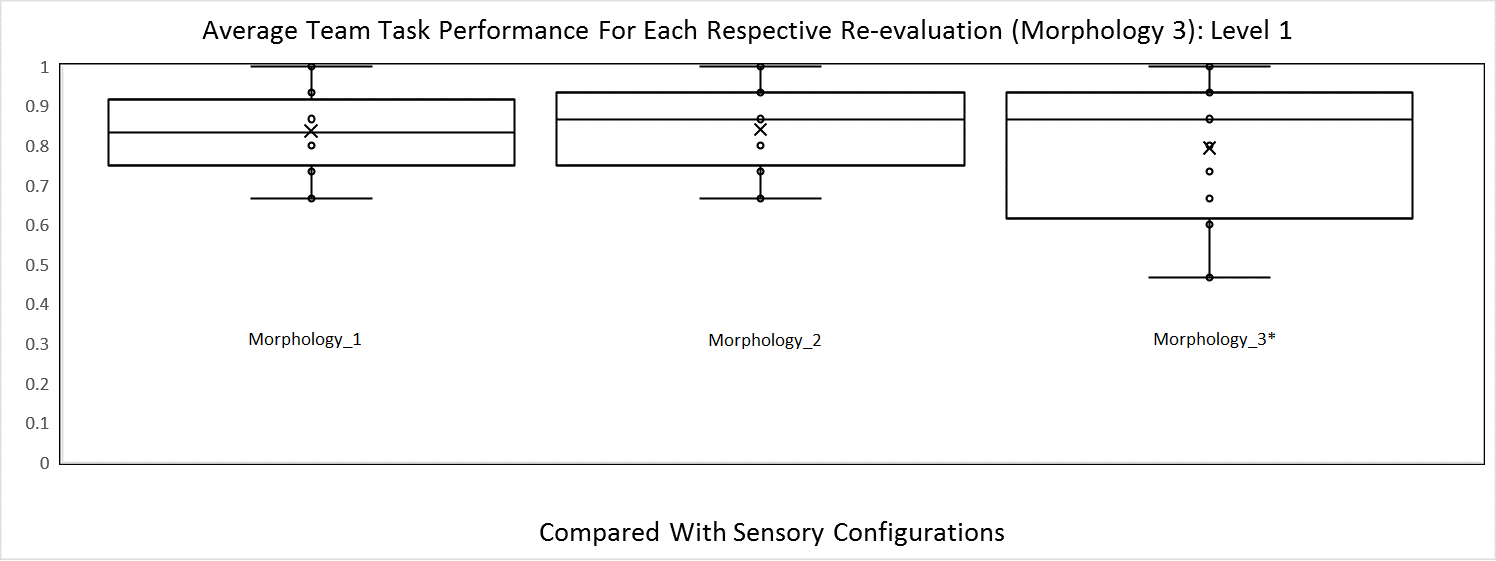 Average Team Task Performance For Each Respective Re-evaluation (Morphology 3): Level 1
1
0.9
0.8
0.7
0.6
0.5
0.4
0.3
0.2
0.1
0
Morphology_1
Morphology_2
Morphology_3*
Compared With Sensory Configurations